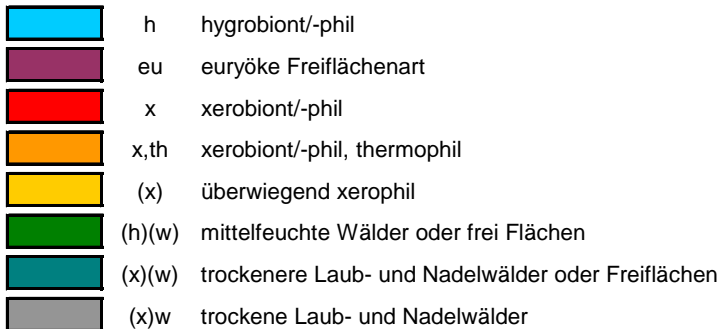 h hygrobiont/-phil
eu euryöke Freiflächenart
x xerobiont/-phil
x,th xerobiont/-phil, thermophil
(x) überwiegend xerophil
(h)(w) mittelfeuchte Wälder oder frei Flächen
(x)(w) trockenere Laub- und Nadelwälder oder Freiflächen
(x)w trockene Laub- und Nadelwälder